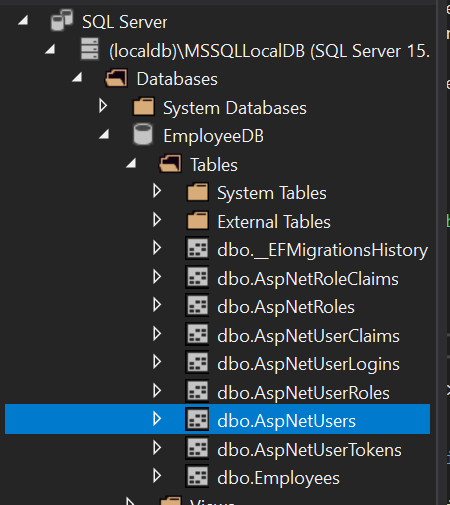 SQL Server
(localdb)\MSSQLLocalDB (SQL Server 15.
Databases
System Databases
EmployeeDB
Tables
System Tables
External Tables
dbo.__EFMigrationsHistory
dbo.AspNetRoleClaims
dbo.AspNetRoles
dbo.AspNetUserClaims
dbo.AspNetUserLogins
dbo.AspNetUserRoles
dbo.AspNetUsers
dbo.AspNetUserTokens
dbo.Employees
Views